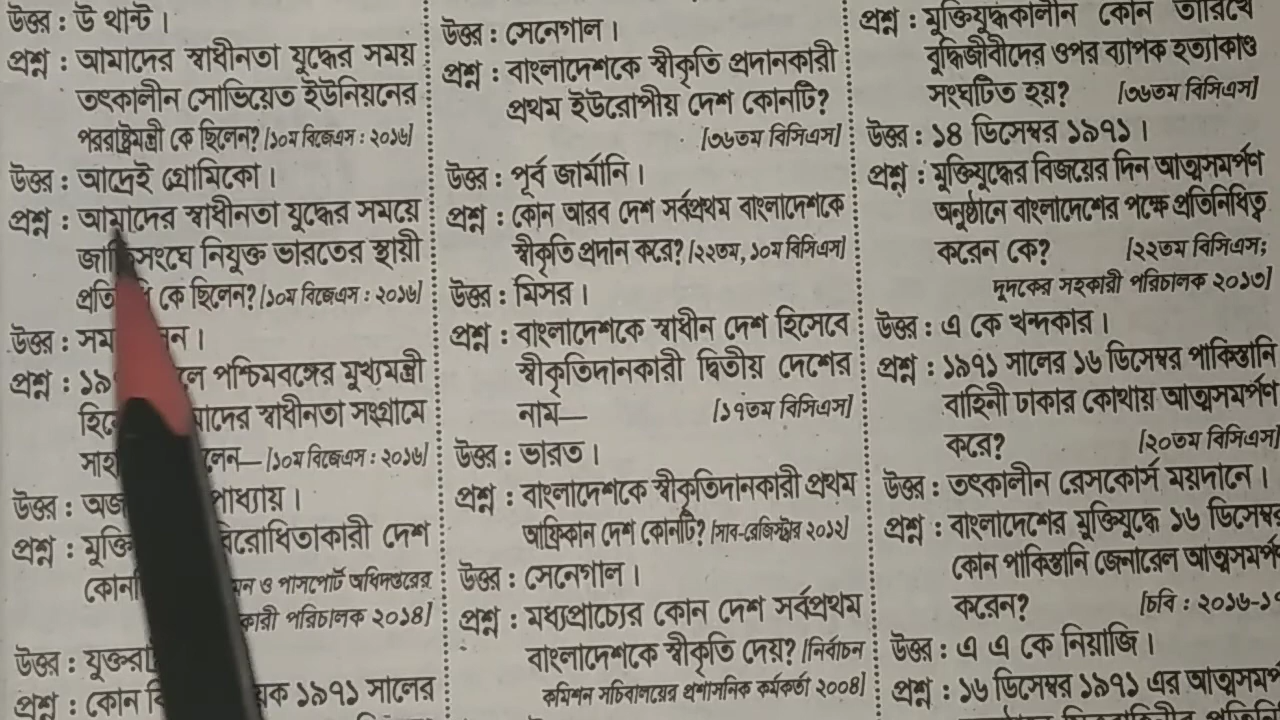 উত্তর : উ থান্ট।
প্রশ্ন : আমাদের স্বাধীনতা যুদ্ধের সময়
তৎকালীন সোভিয়েত ইউনিয়নের
পররাষ্ট্রমন্ত্রী কে ছিলেন? [১০ম বিজেএস : ২০১৬]
উত্তর : আদ্রেই গ্রোমিকো।
প্রশ্ন : আমাদের স্বাধীনতা যুদ্ধের সময়ে
নিযুক্ত ভারতের স্থায়ী
কে ছিলেন? [১০ম বিজেএস : ২০১৬]
উত্তর :
প্রশ্ন : পশ্চিমবঙ্গের মুখ্যমন্ত্রী
স্বাধীনতা সংগ্রামে
[১০ম বিজেএস : ২০১৬]
উত্তর :
প্রশ্ন : দেশ
ও পাসপোর্ট অধিদপ্তরের
পরিচালক ২০১৪]
উত্তর :
প্রশ্ন : কোন ১৯৭১ সালের
উত্তর : সেনেগাল।
প্রশ্ন : বাংলাদেশকে স্বীকৃতি প্রদানকারী
প্রথম ইউরোপীয় দেশ কোনটি?
[৩৬তম বিসিএস]
উত্তর : পূর্ব জার্মানি।
প্রশ্ন : কোন আরব দেশ সর্বপ্রথম বাংলাদেশকে
স্বীকৃতি প্রদান করে? [২২তম, ১০ম বিসিএস]
উত্তর : মিসর।
প্রশ্ন : বাংলাদেশকে স্বাধীন দেশ হিসেবে
স্বীকৃতিদানকারী দ্বিতীয় দেশের
নাম— [১৭তম বিসিএস]
উত্তর : ভারত।
প্রশ্ন : বাংলাদেশকে স্বীকৃতিদানকারী প্রথম
আফ্রিকান দেশ কোনটি? [সাব-রেজিস্ট্রার ২০১২]
উত্তর : সেনেগাল।
প্রশ্ন : মধ্যপ্রাচ্যের কোন দেশ সর্বপ্রথম
বাংলাদেশকে স্বীকৃতি দেয়? [নির্বাচন
কমিশন সচিবালয়ের প্রশাসনিক কর্মকর্তা ২০০৪]
প্রশ্ন : মুক্তিযুদ্ধকালীন কোন তারিখে
বুদ্ধিজীবীদের ওপর ব্যাপক হত্যাকাণ্ড
সংঘটিত হয়? [৩৬তম বিসিএস]
উত্তর : ১৪ ডিসেম্বর ১৯৭১।
প্রশ্ন : মুক্তিযুদ্ধের বিজয়ের দিন আত্মসমর্পণ
অনুষ্ঠানে বাংলাদেশের পক্ষে প্রতিনিধিত্ব
করেন কে? [২২তম বিসিএস;
দুদকের সহকারী পরিচালক ২০১৩]
উত্তর : এ কে খন্দকার।
প্রশ্ন : ১৯৭১ সালের ১৬ ডিসেম্বর পাকিস্তানি
বাহিনী ঢাকার কোথায় আত্মসমর্পণ
করে? [২০তম বিসিএস]
উত্তর : তৎকালীন রেসকোর্স ময়দানে।
প্রশ্ন : বাংলাদেশের মুক্তিযুদ্ধে ১৬ ডিসেম্বর
কোন পাকিস্তানি জেনারেল
করেন? [চবি :
উত্তর : এ এ কে নিয়াজি।
প্রশ্ন : ১৬ ডিসেম্বর ১৯৭১ এর